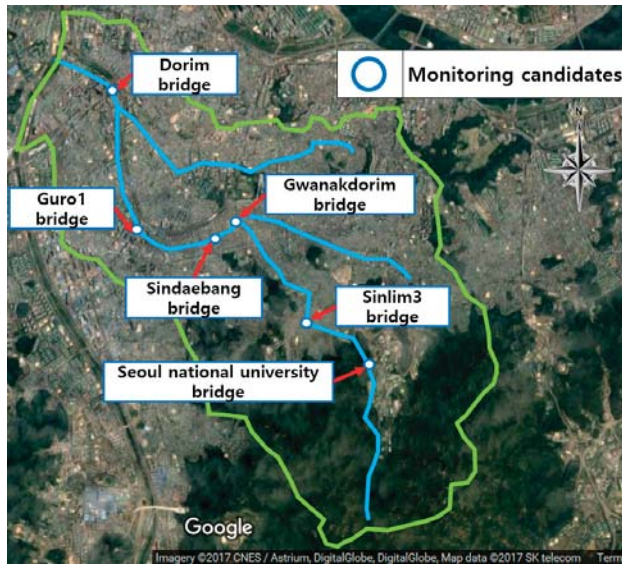 Dorim
bridge
Monitoring candidates
N
Guro1
bridge
Gwanakdorim
bridge
Sindaebang
bridge
Sinlim3
bridge
Seoul national university
bridge
Google
Imagery ©2017 CNES / Astrium, DigitalGlobe, DigitalGlobe, Map data ©2017 SK telecom Term